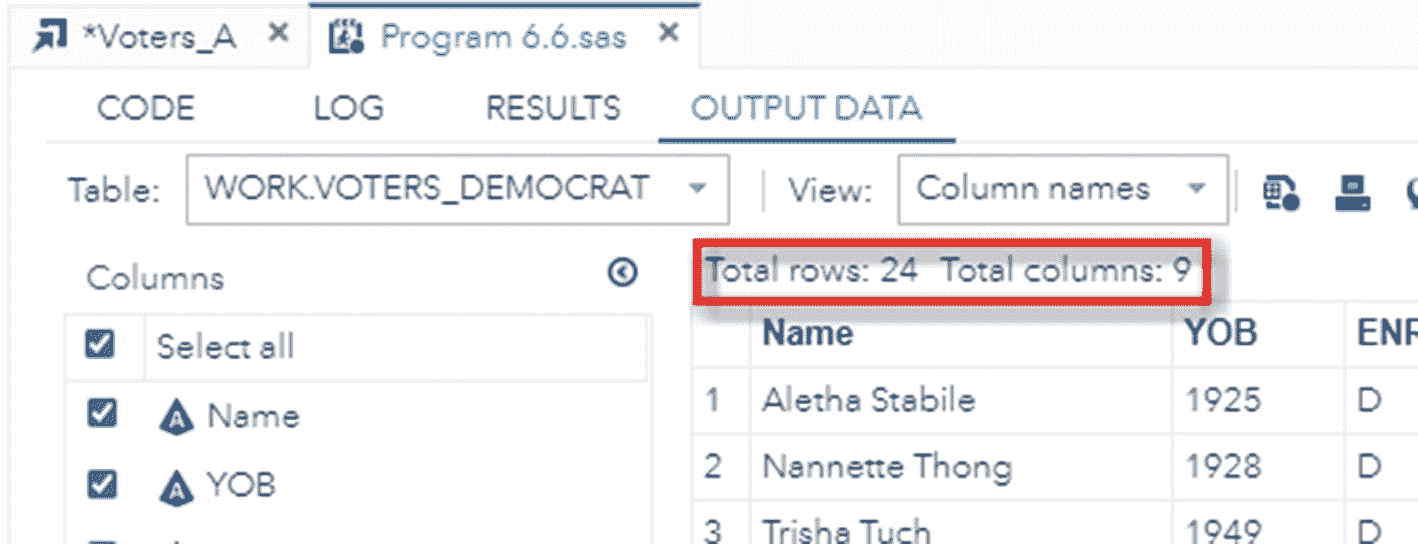 *Voters_A Program 6.6.sas
CODE LOG RESULTS OUTPUT DATA
Table: WORK.VOTERS_DEMOCRAT View: Column names
Columns
Total rows: 24 Total columns: 9
Select all
Name
YOB
Name YOB ENR
1 Aletha Stabile 1925 D
2 Nannette Thong 1928 D
3 Trisha Tuch 1949 D